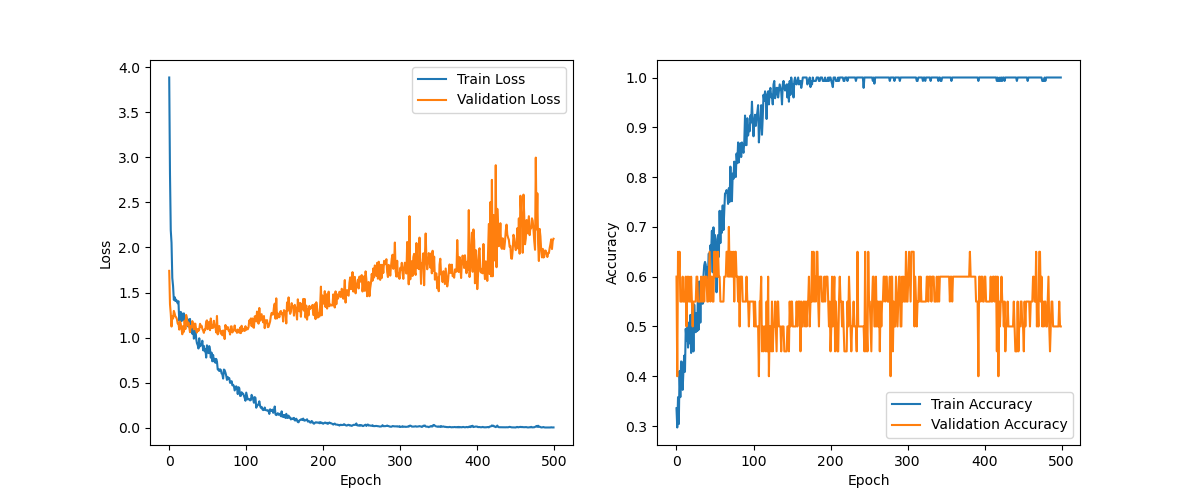 4.0
3.5
3.0
2.5
2.0
1.5
1.0
0.5
0.0
Loss
Train Loss
Validation Loss
0 100 200 300 400 500
Epoch
1.0
0.9
0.8
0.7
0.6
0.5
0.4
0.3
Accuracy
Train Accuracy
Validation Accuracy
0 100 200 300 400 500
Epoch